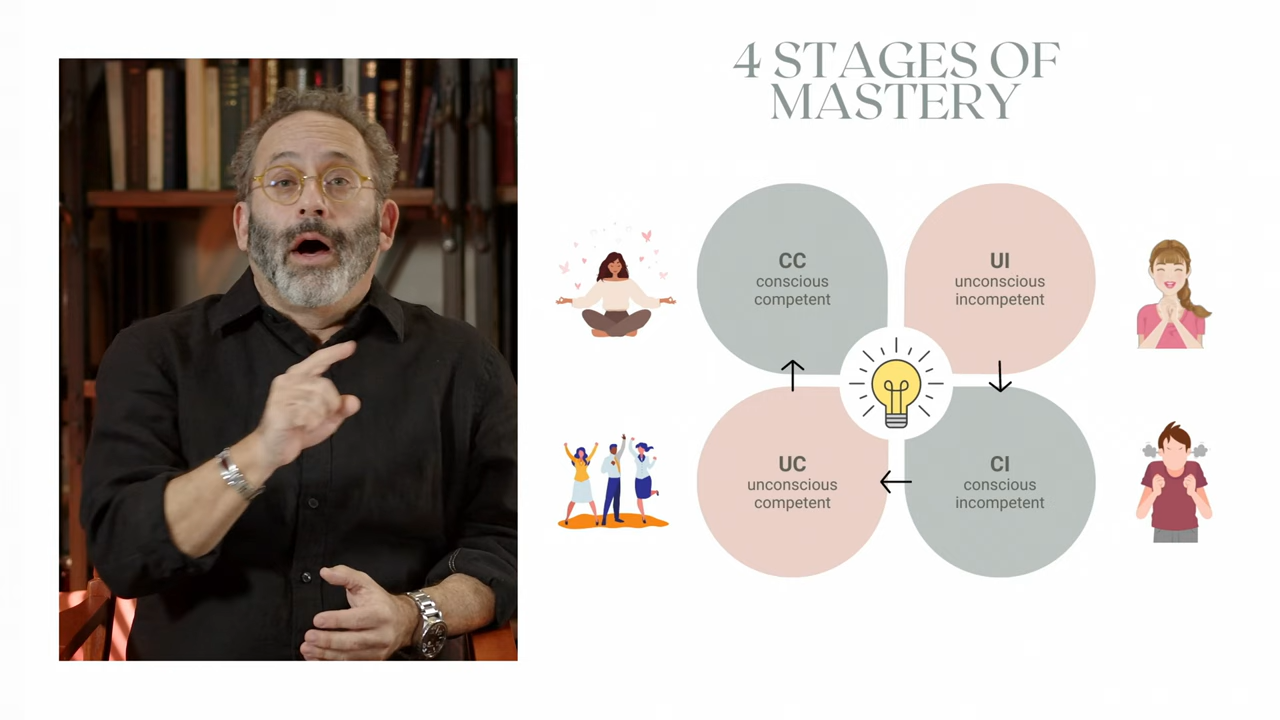 4 STAGES OF
MASTERY
CC
conscious
competent
UI
unconscious
incompetent
UC
unconscious
competent
CI
conscious
incompetent